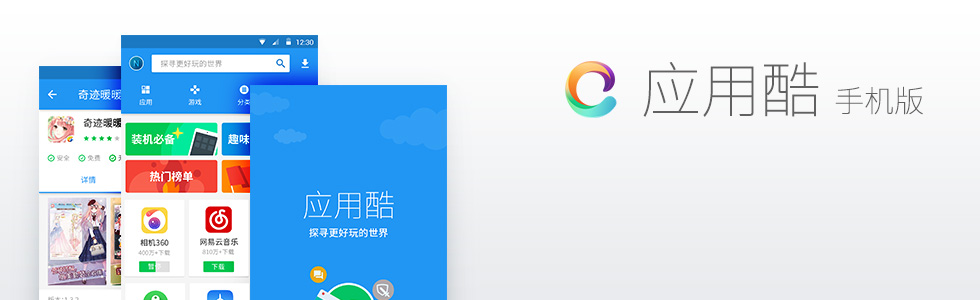 12:30
探寻更好玩的世界
应用
游戏
分类
奇迹暖暖
奇迹暖暖
安全
免费
详情
装机必备
趣味
热门榜单
相机360
400万+下载
网易云音乐
810万+下载
下载
应用酷
探寻更好玩的世界
应用酷 手机版